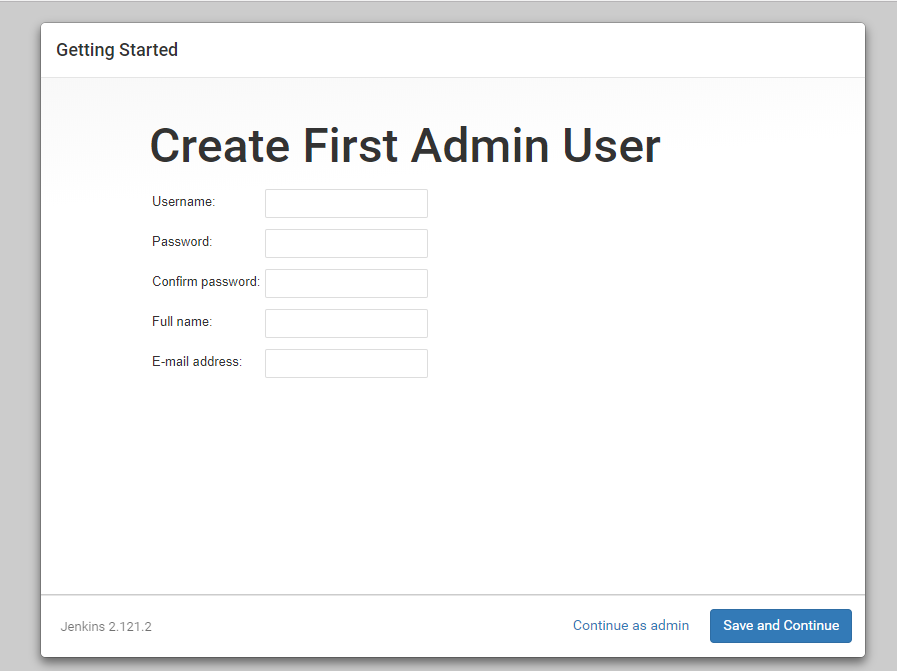 Getting Started
Create First Admin User
Username:
Password:
Confirm password:
Full name:
E-mail address:
Jenkins 2.121.2
Continue as admin
Save and Continue